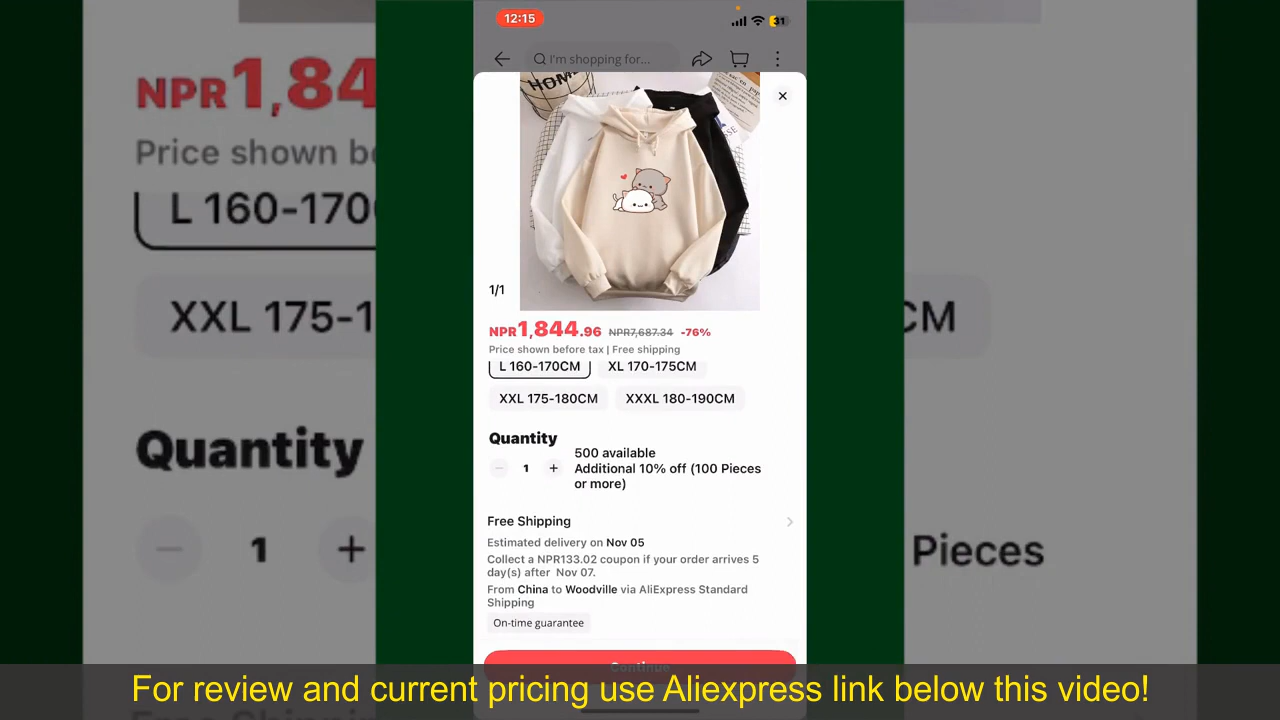 12:15
31
I'm shopping for...
HOME
1/1
NPR1,844.96 NPR7,687.34 -76%
Price shown before tax | Free shipping
L 160-170CM XL 170-175CM
XXL 175-180CM XXXL 180-190CM
Quantity
500 available
1
Additional 10% off (100 Pieces
or more)
Free Shipping
Estimated delivery on Nov 05
Collect a NPR133.02 coupon if your order arrives 5
day(s) after Nov 07.
From China to Woodville via AliExpress Standard
Shipping
On-time guarantee
Continue
NPR1,84
Price shown b
L 160-170
XXL 175-1
CM
Quantity
1
Pieces
For review and current pricing use Aliexpress link below this video!